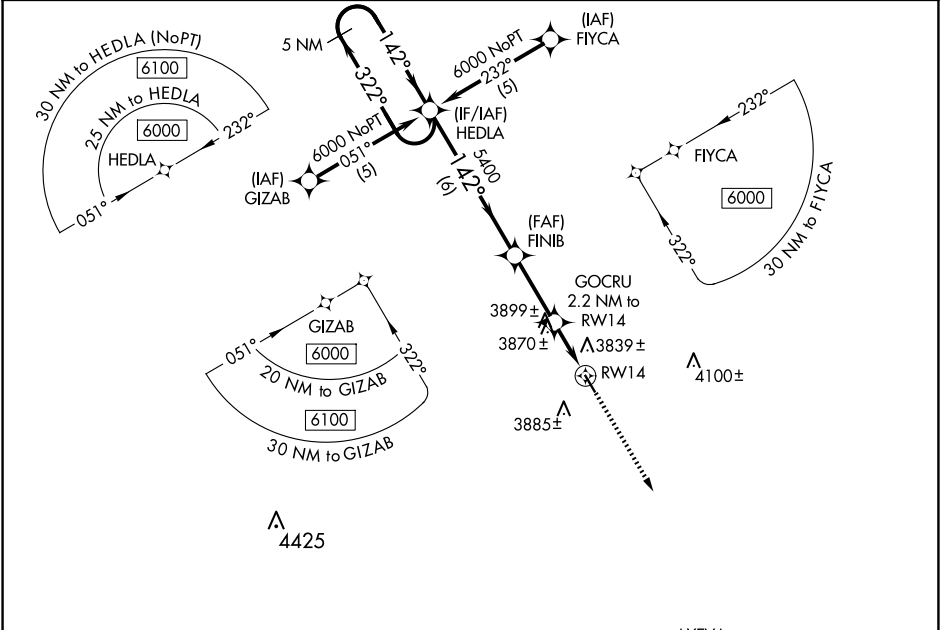 30 NM to HEDLA (NoPT)
6100
25 NM to HEDLA
6000
HEDLA
232°
051°
5 NM
142°
322°
(IAF)
FIYCA
6000 NoPT
232°
(5)
(IF/IAF)
HEDLA
6000 NoPT
051°
(5)
(IAF)
GIZAB
5400
142°
(6)
232°
FIYCA
6000
322°
30 NM to FIYCA
(FAF)
FINIB
GOCRU
2.2 NM to
RW14
3899±
3870±
3839±
RW14
4100±
3885±
GIZAB
051°
6000
322°
20 NM to GIZAB
6100
30 NM to GIZAB
4425